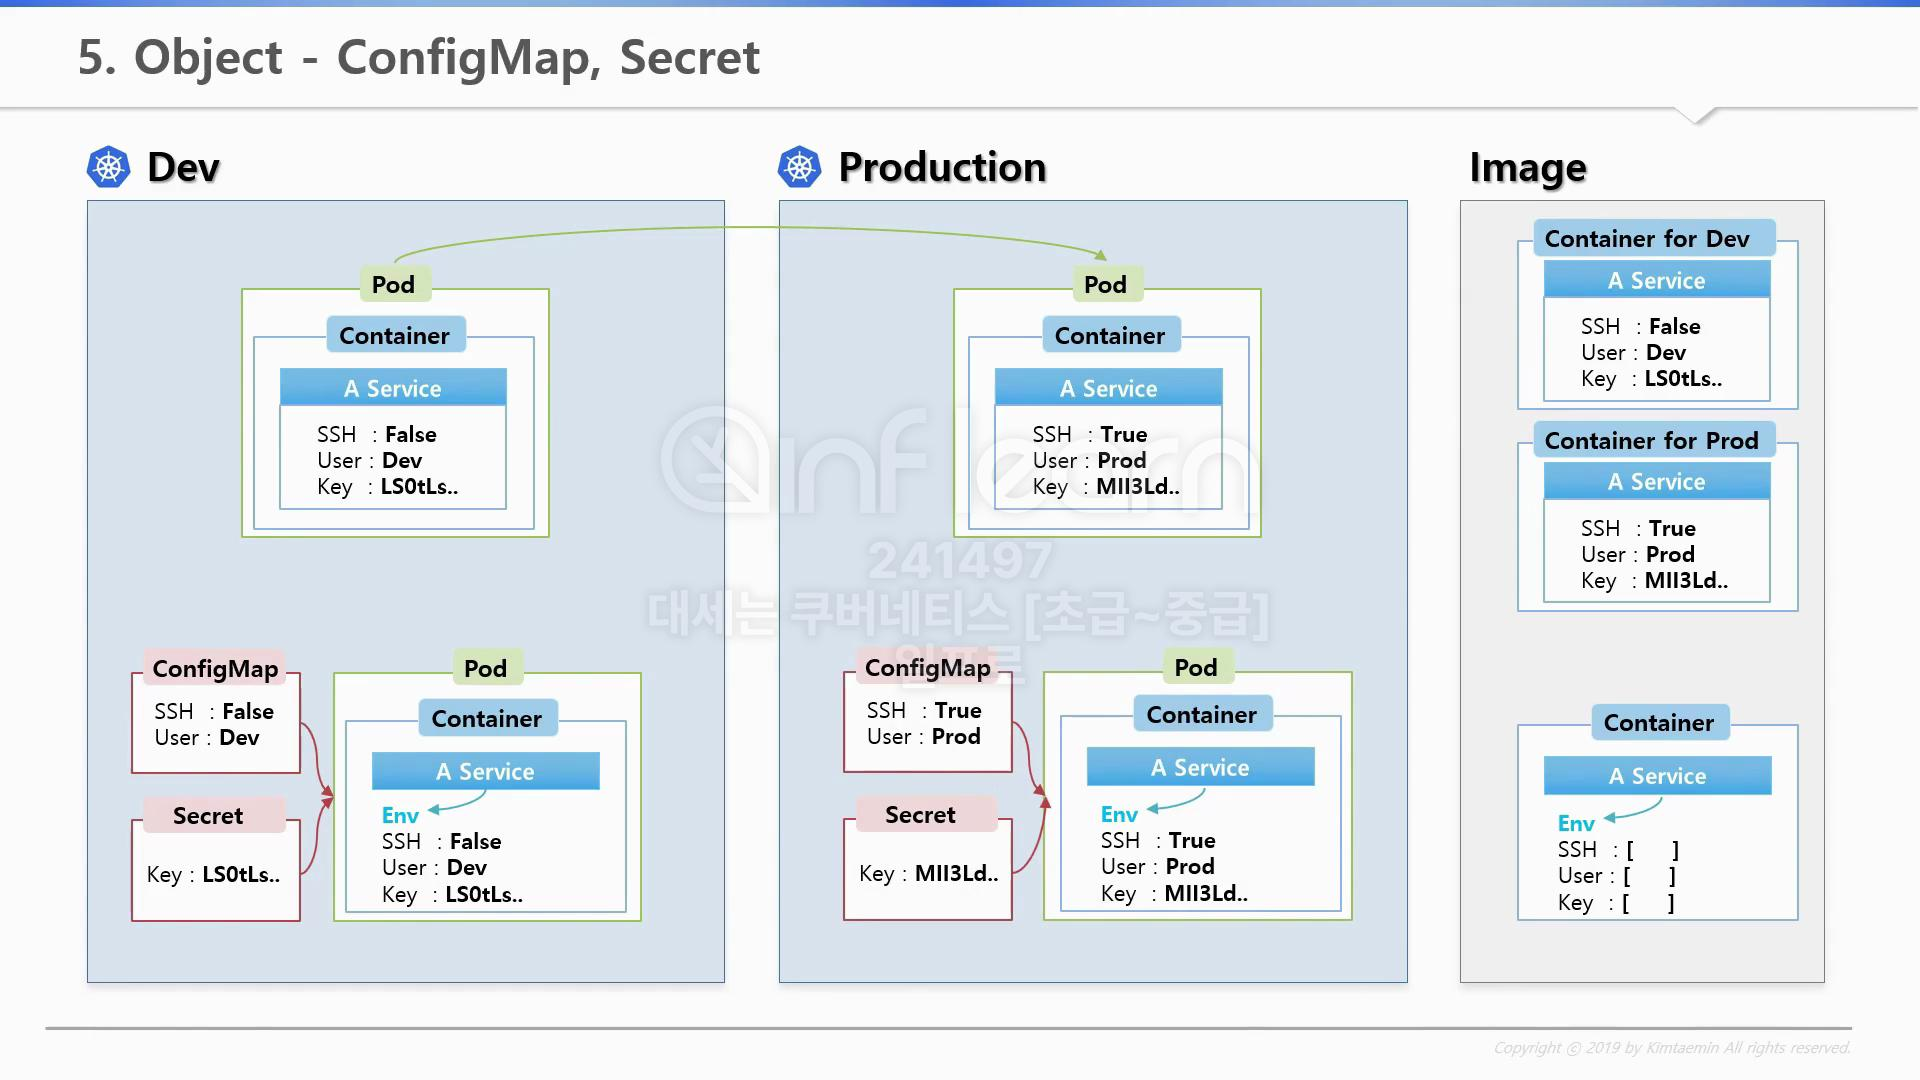 5. Object - ConfigMap, Secret
Dev
Pod
Container
A Service
SSH : False
User : Dev
Key : LS0tLs..
ConfigMap
SSH : False
User : Dev
Secret
Key : LS0tLs..
Pod
Container
A Service
Env
SSH : False
User : Dev
Key : LS0tLs..
Production
Pod
Container
A Service
SSH : True
User : Prod
Key : MII3Ld..
ConfigMap
SSH : True
User : Prod
Secret
Key : MII3Ld..
Pod
Container
A Service
Env
SSH : True
User : Prod
Key : MII3Ld..
Image
Container for Dev
A Service
SSH : False
User : Dev
Key : LS0tLs..
Container for Prod
A Service
SSH : True
User : Prod
Key : MII3Ld..
Container
A Service
Env
SSH : [ ]
User : [ ]
Key : [ ]
inflearn
241497
대세는 쿠버네티스 [초급~중급]
일프로
Copyright ⓒ 2019 by Kimtaemin All rights reserved.